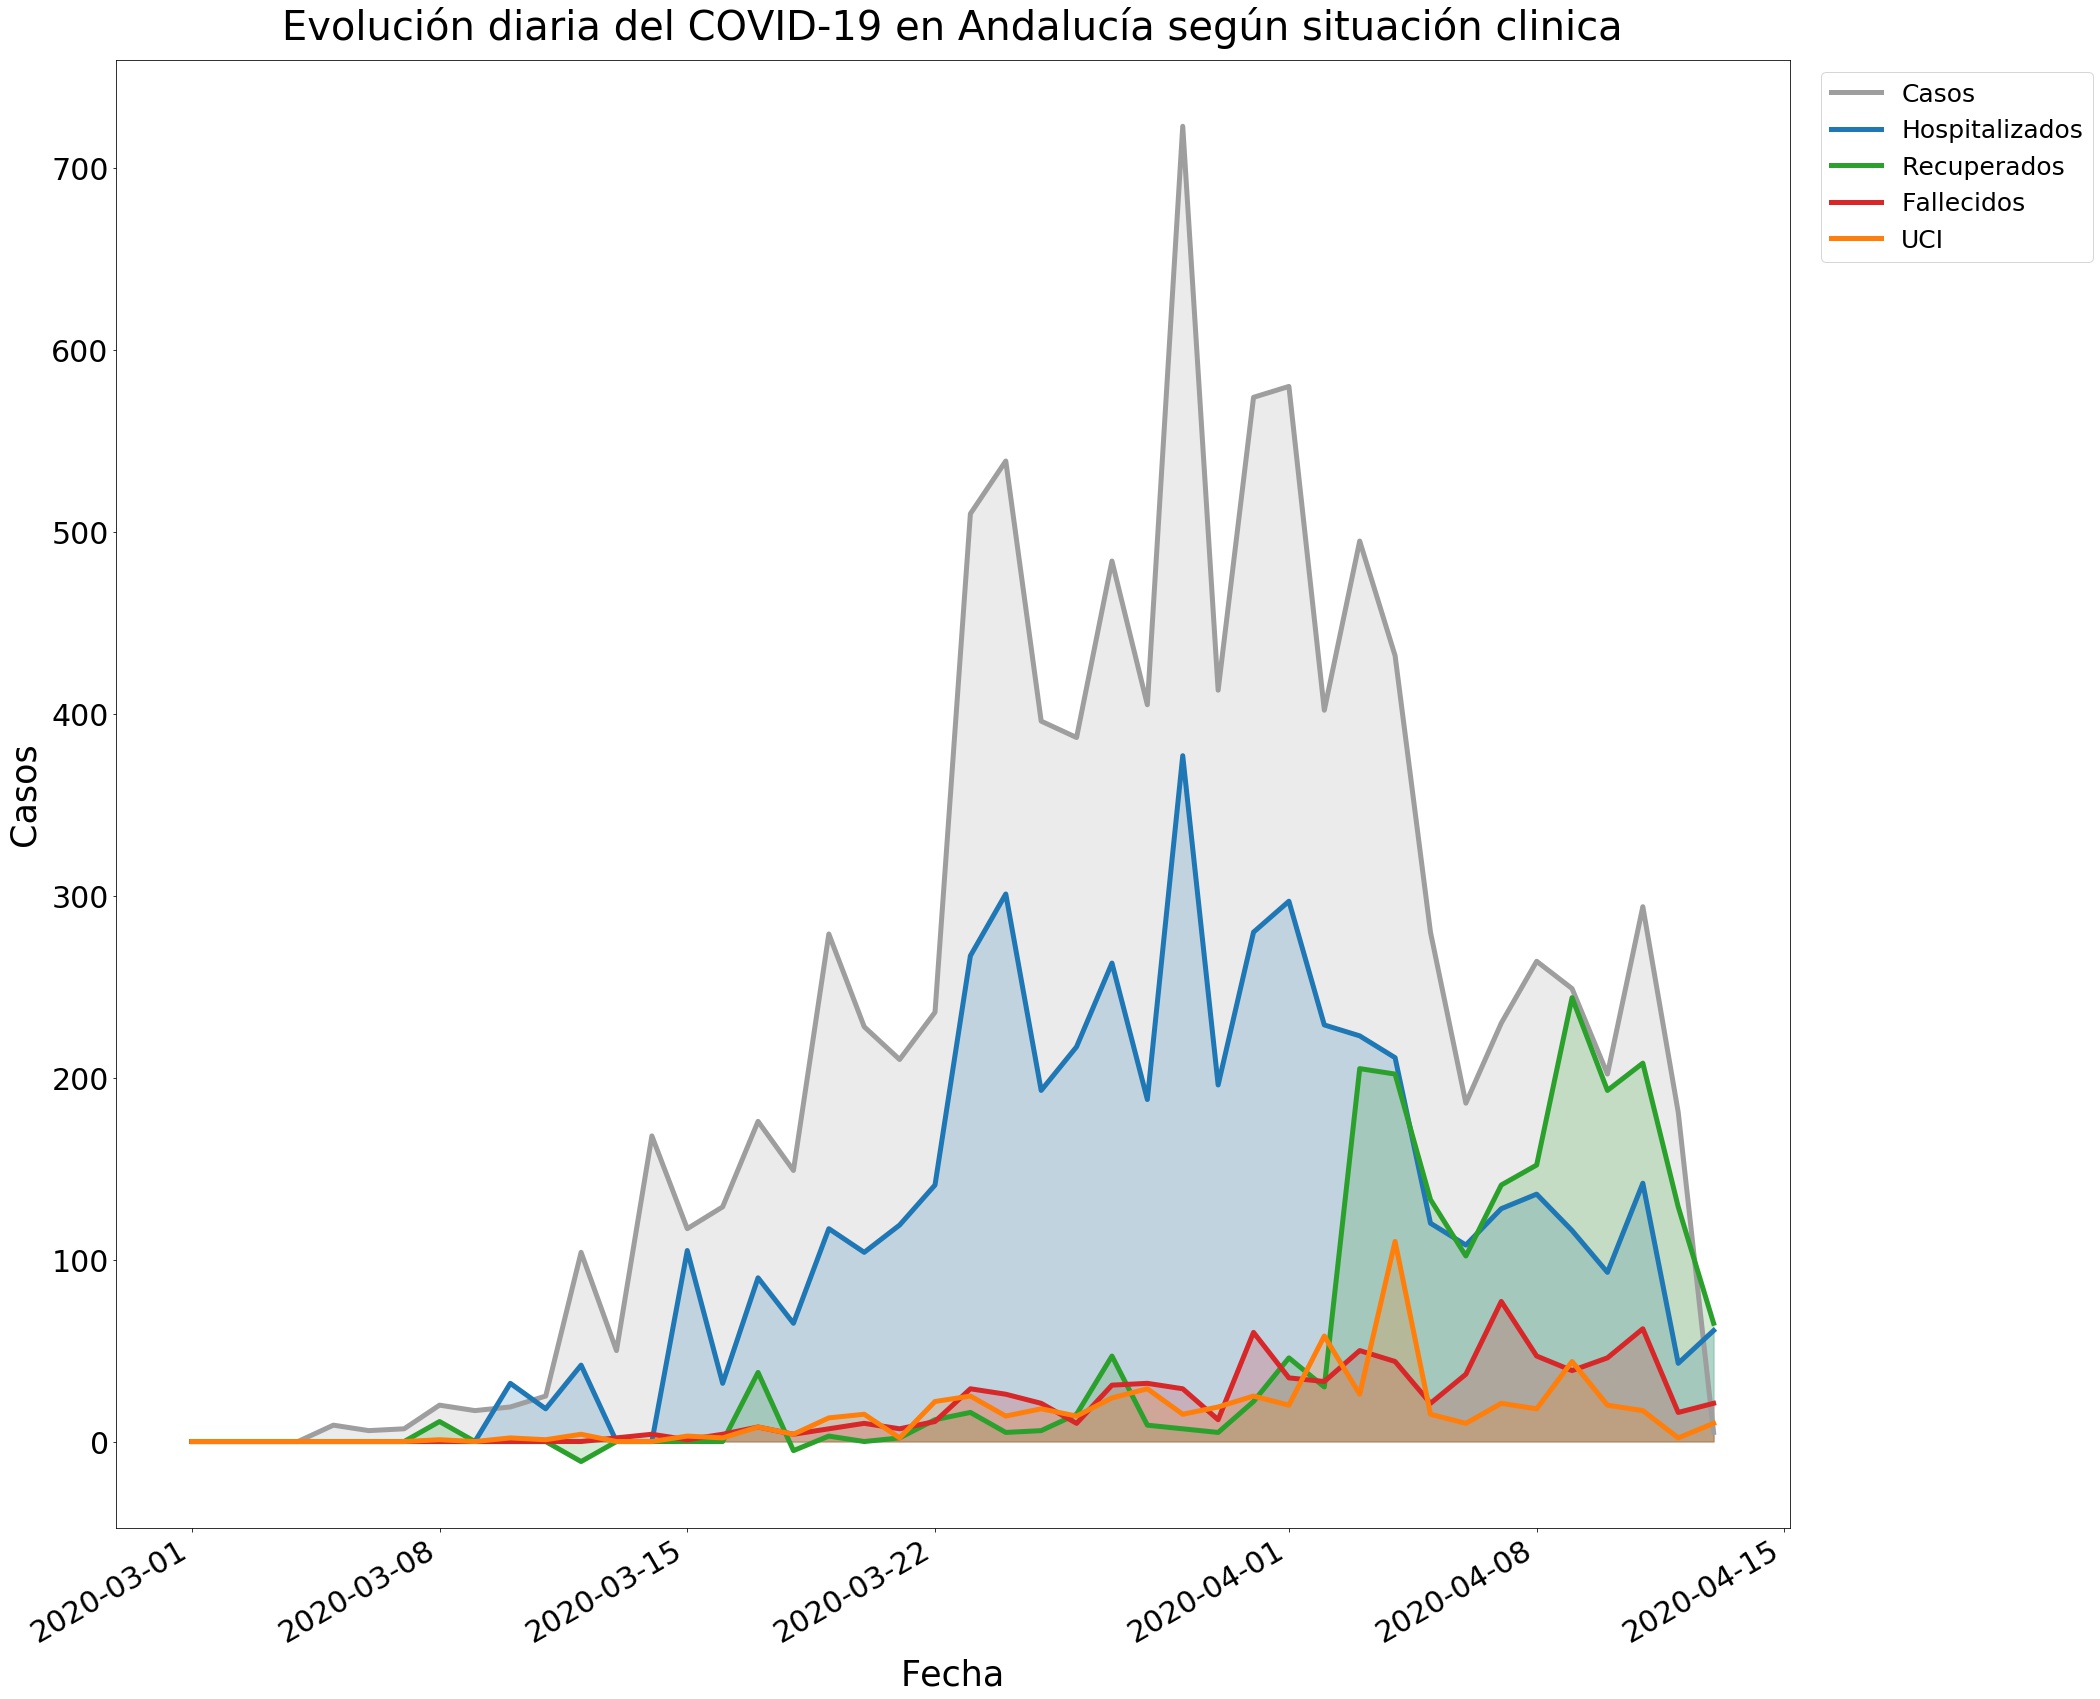 Evolución diaria del COVID-19 en Andalucía según situación clinica
Casos
Hospitalizados
Recuperados
Fallecidos
UCI
700
600
500
400
300
200
100
0
Casos
2020-03-01
2020-03-08
2020-03-15
2020-03-22
2020-04-01
2020-04-08
2020-04-15
Fecha